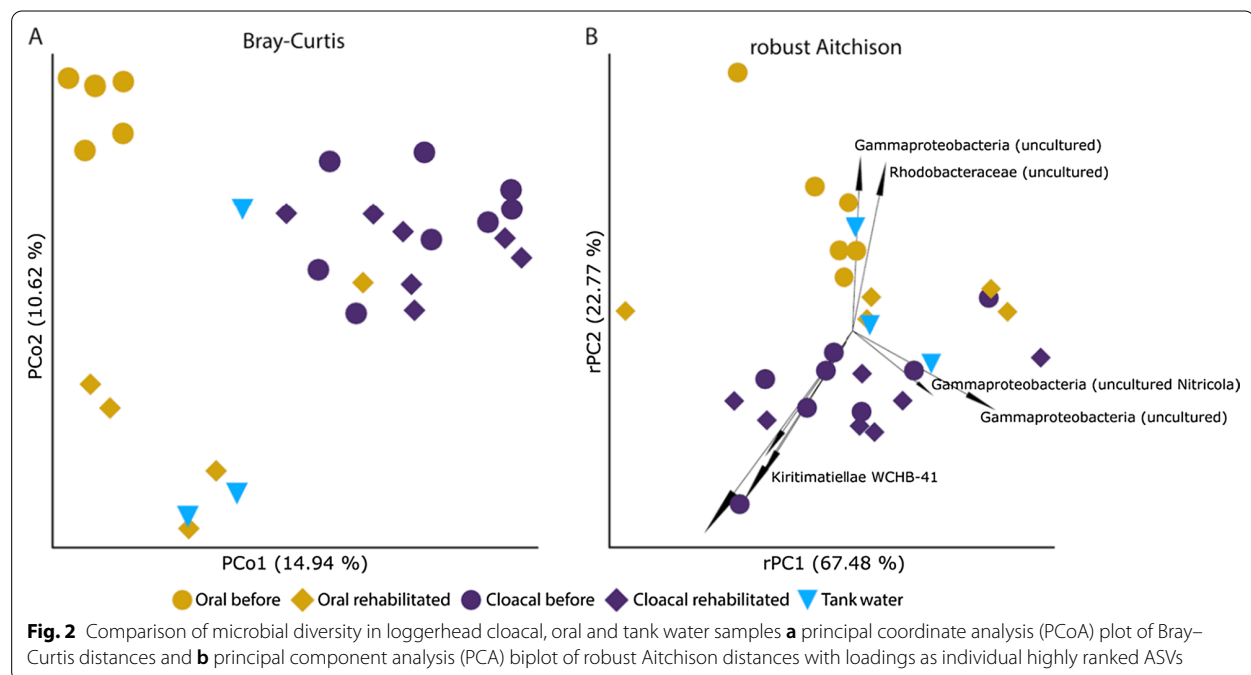 A
Bray-Curtis
PCo2 (10.62 %)
PCo1 (14.94 %)
B
robust Aitchison
Gammaproteobacteria (uncultured)
Rhodobacteraceae (uncultured)
Gammaproteobacteria (uncultured Nitricola)
Gammaproteobacteria (uncultured)
Kiritimatiellae WCHB-41
rPC2 (22.77 %)
rPC1 (67.48 %)
Oral before Oral rehabilitated Cloacal before Cloacal rehabilitated Tank water
Fig. 2 Comparison of microbial diversity in loggerhead cloacal, oral and tank water samples a principal coordinate analysis (PCoA) plot of Bray–
Curtis distances and b principal component analysis (PCA) biplot of robust Aitchison distances with loadings as individual highly ranked ASVs